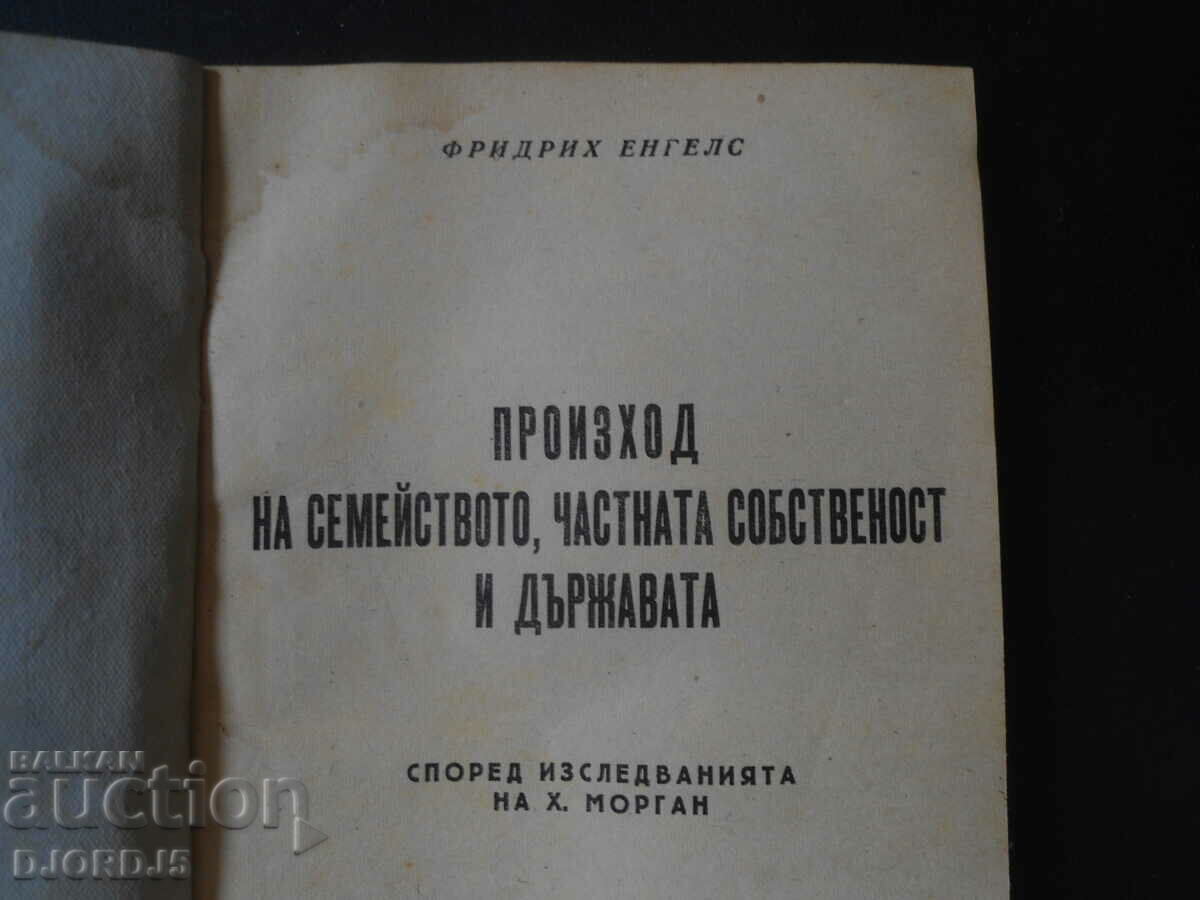 ФРИДРИХ ЕНГЕЛС
ПРОИЗХОД
НА СЕМЕЙСТВОТО, ЧАСТНАТА СОБСТВЕНОСТ
И ДЪРЖАВАТА
СПОРЕД ИЗСЛЕДВАНИЯТА
НА Х. МОРГАН
BALKAN
auction
DJORDJ5